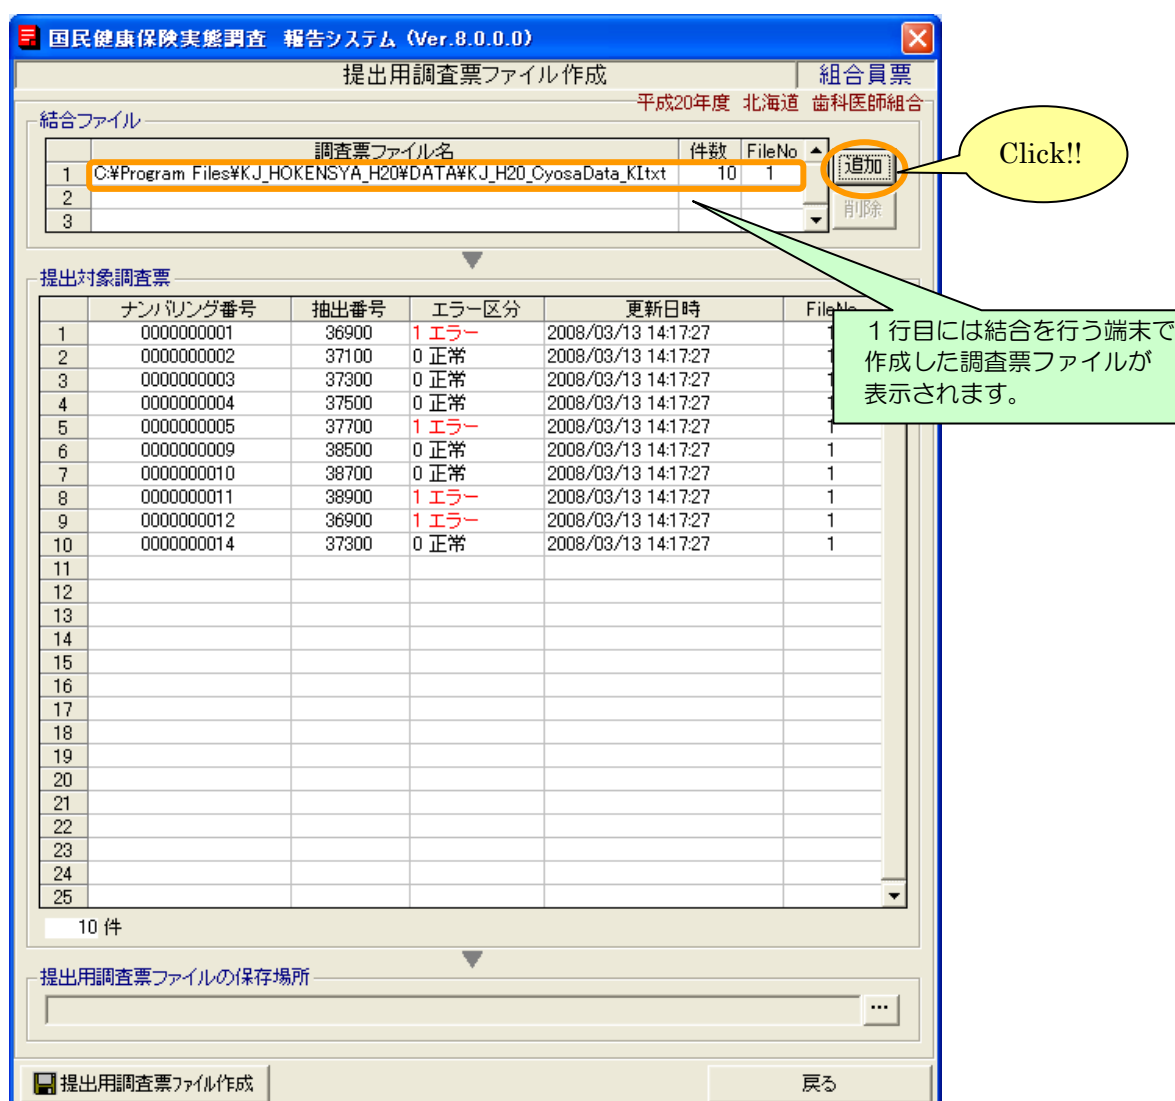 国民健康保険実態調査　報告システム (Ver.8.0.0.0)
提出用調査票ファイル作成
組合員票
平成20年度 北海道 歯科医師組合
結合ファイル
調査票ファイル名 件数 FileNo
1 C:¥Program Files¥KJ_HOKENSYA_H20¥DATA¥KJ_H20_CyosaData_KI.txt 10 1
2
3
追加
削除
Click!!
提出対象調査票
ナンバリング番号 抽出番号 エラー区分 更新日時
1 0000000001 36900 1 エラー 2008/03/13 14:17:27
2 0000000002 37100 0 正常 2008/03/13 14:17:27
3 0000000003 37300 0 正常 2008/03/13 14:17:27
4 0000000004 37500 0 正常 2008/03/13 14:17:27
5 0000000005 37700 1 エラー 2008/03/13 14:17:27
6 0000000009 38500 0 正常 2008/03/13 14:17:27 1
7 0000000010 38700 0 正常 2008/03/13 14:17:27 1
8 0000000011 38900 1 エラー 2008/03/13 14:17:27 1
9 0000000012 36900 1 エラー 2008/03/13 14:17:27 1
10 0000000014 37300 0 正常 2008/03/13 14:17:27 1
11
12
13
14
15
16
17
18
19
20
21
22
23
24
25
１行目には結合を行う端末で
作成した調査票ファイルが
表示されます。
10 件
提出用調査票ファイルの保存場所
...
提出用調査票ファイル作成
戻る